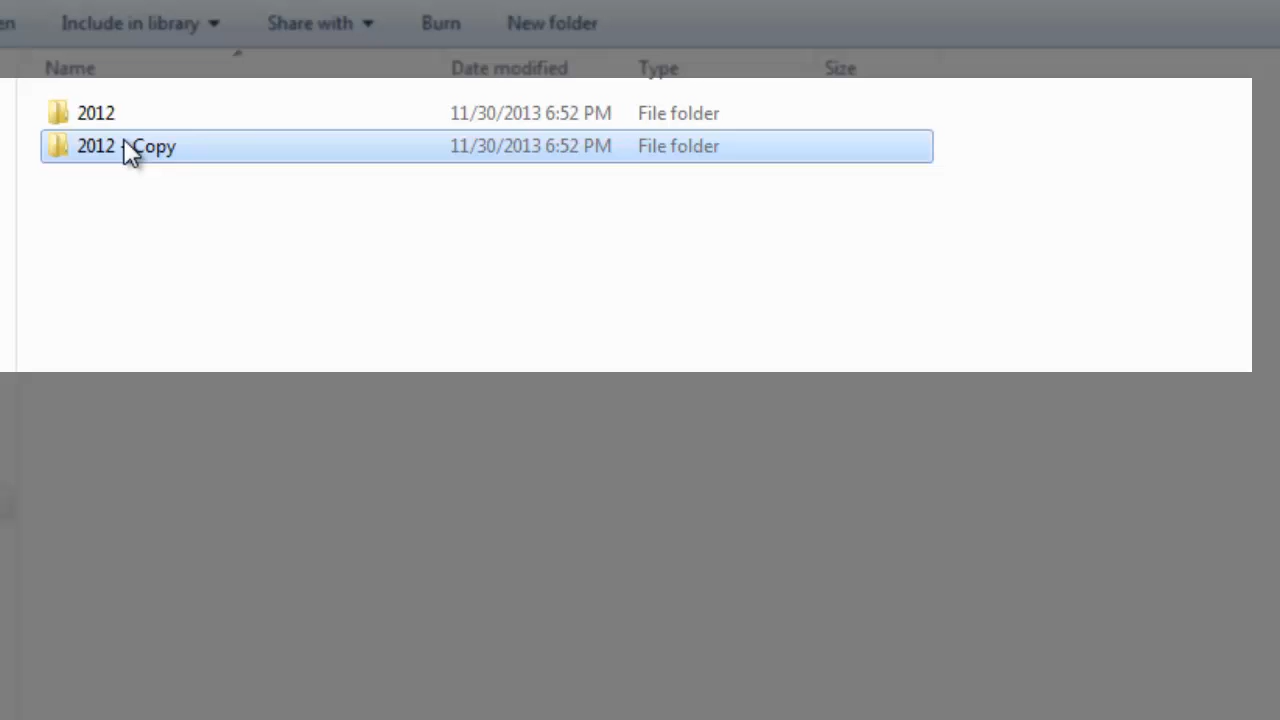 en Include in library Share with Burn New folder
Name Date modified Type Size
2012 11/30/2013 6:52 PM File folder
2012 - Copy 11/30/2013 6:52 PM File folder